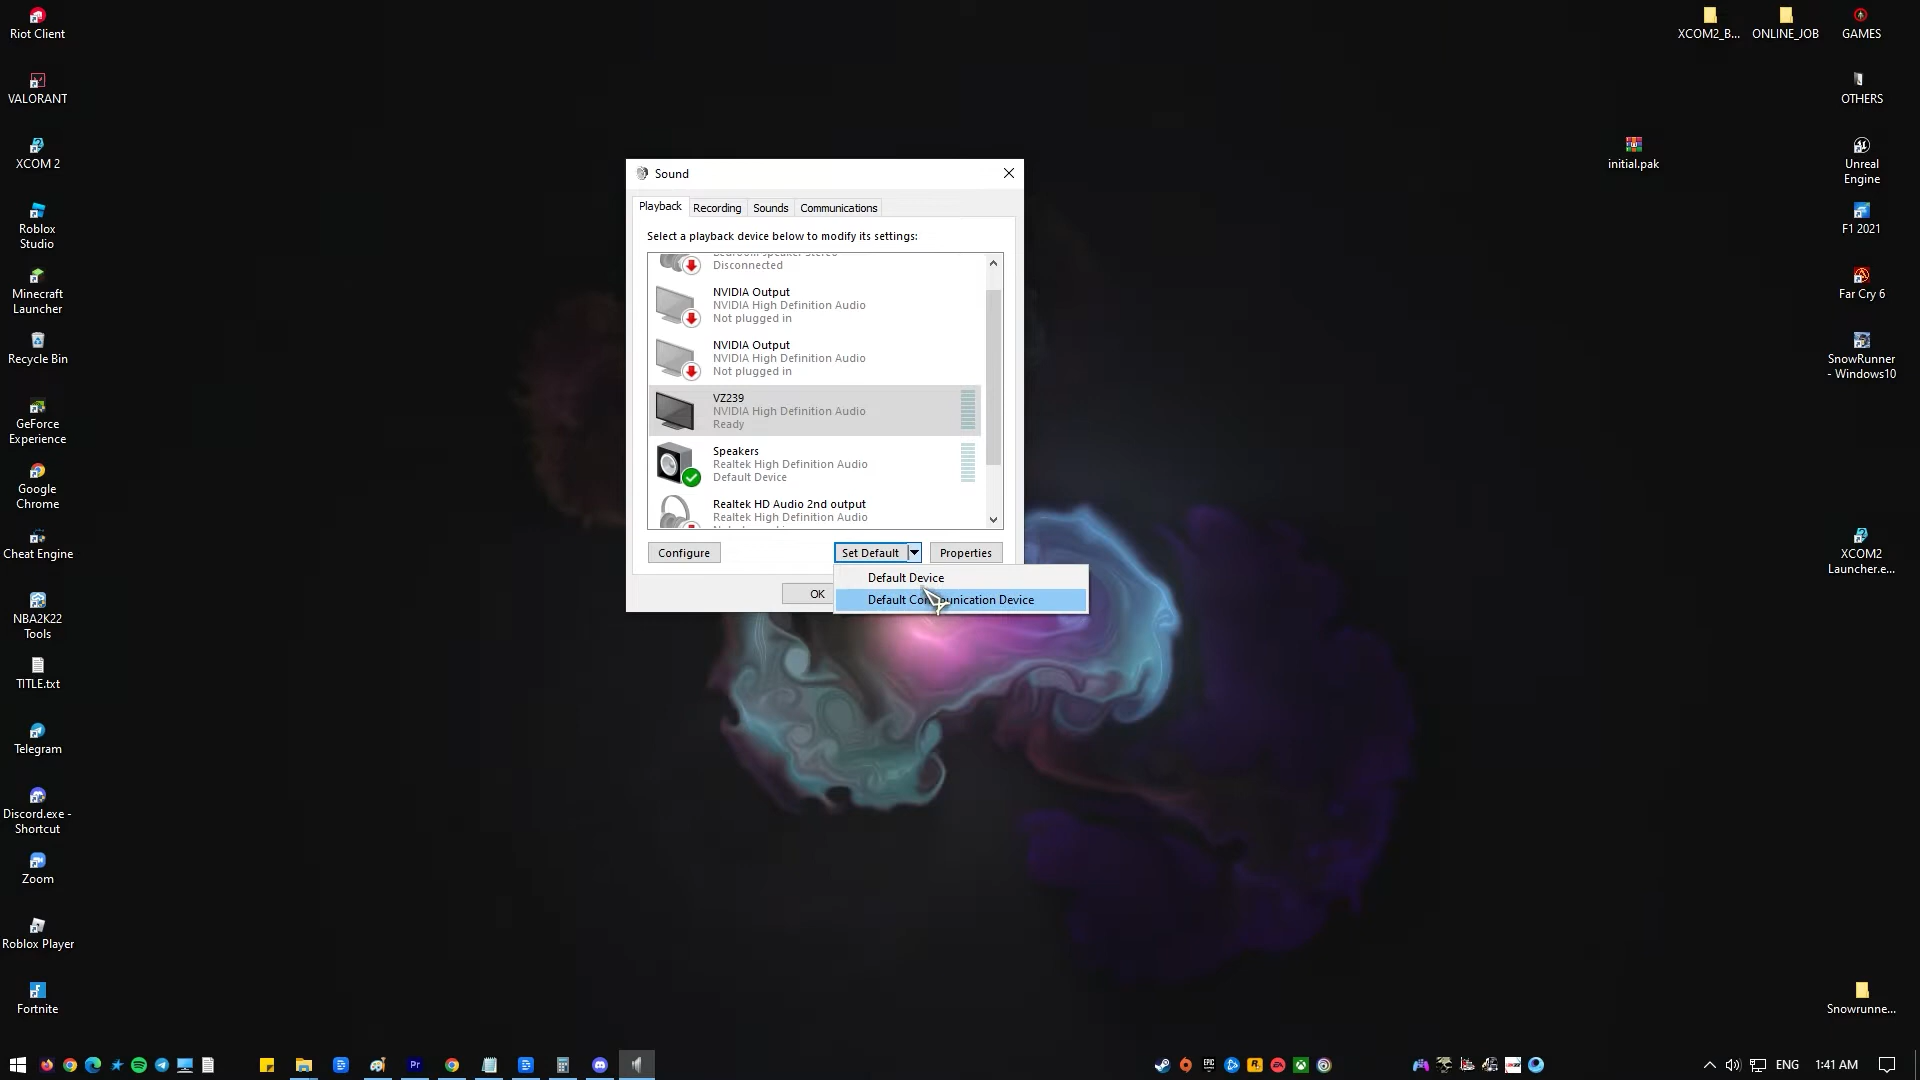 Riot Client
VALORANT
XCOM 2
Roblox
Studio
Minecraft
Launcher
Recycle Bin
GeForce
Experience
Google
Chrome
Cheat Engine
NBA2K22
Tools
TITLE.txt
Telegram
Discord.exe -
Shortcut
Zoom
Roblox Player
Fortnite
Sound
Playback
Recording
Sounds
Communications
Select a playback device below to modify its settings:
Disconnected
NVIDIA Output
NVIDIA High Definition Audio
Not plugged in
NVIDIA Output
NVIDIA High Definition Audio
Not plugged in
VZ239
NVIDIA High Definition Audio
Ready
Speakers
Realtek High Definition Audio
Default Device
Realtek HD Audio 2nd output
Realtek High Definition Audio
Configure
Set Default
Properties
OK
Default Device
Default Communication Device
XCOM2_B...
ONLINE_JOB
GAMES
OTHERS
initial.pak
Unreal
Engine
F1 2021
Far Cry 6
SnowRunner
- Windows10
XCOM2
Launcher.e...
Snowrunne...
Pr
EPIC
ENG
1:41 AM